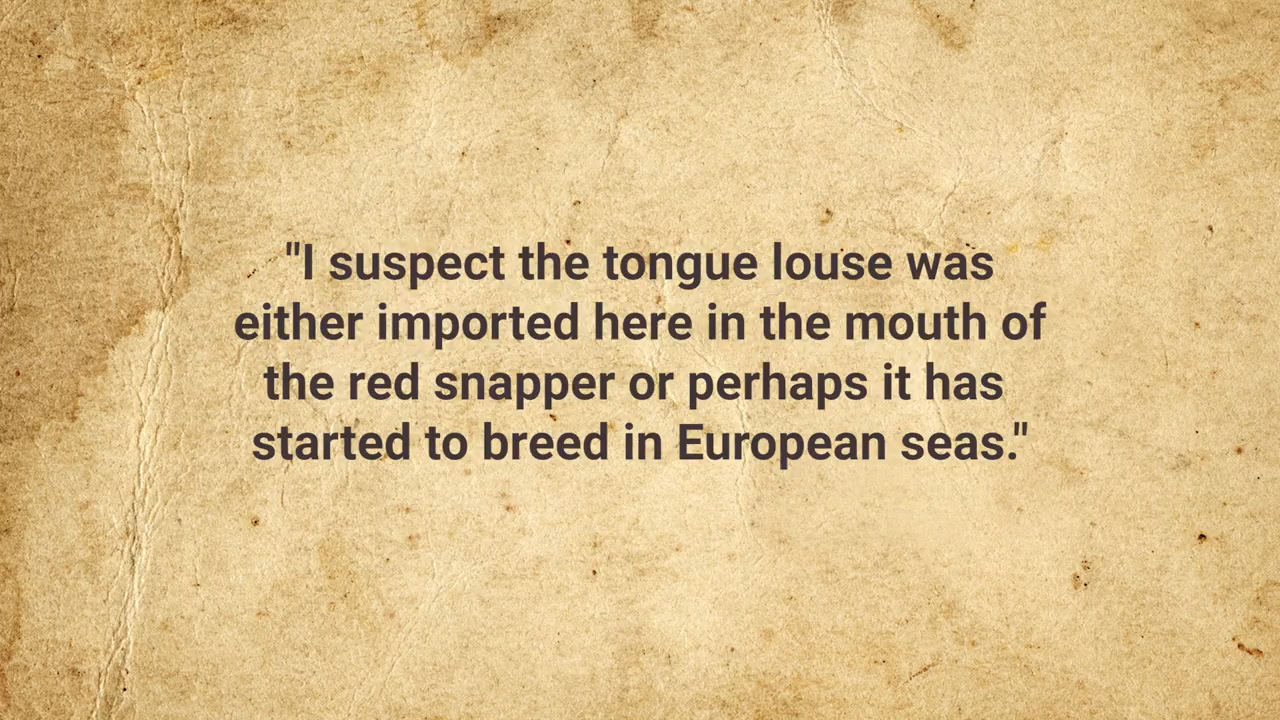 "I suspect the tongue louse was
either imported here in the mouth of
the red snapper or perhaps it has
started to breed in European seas."